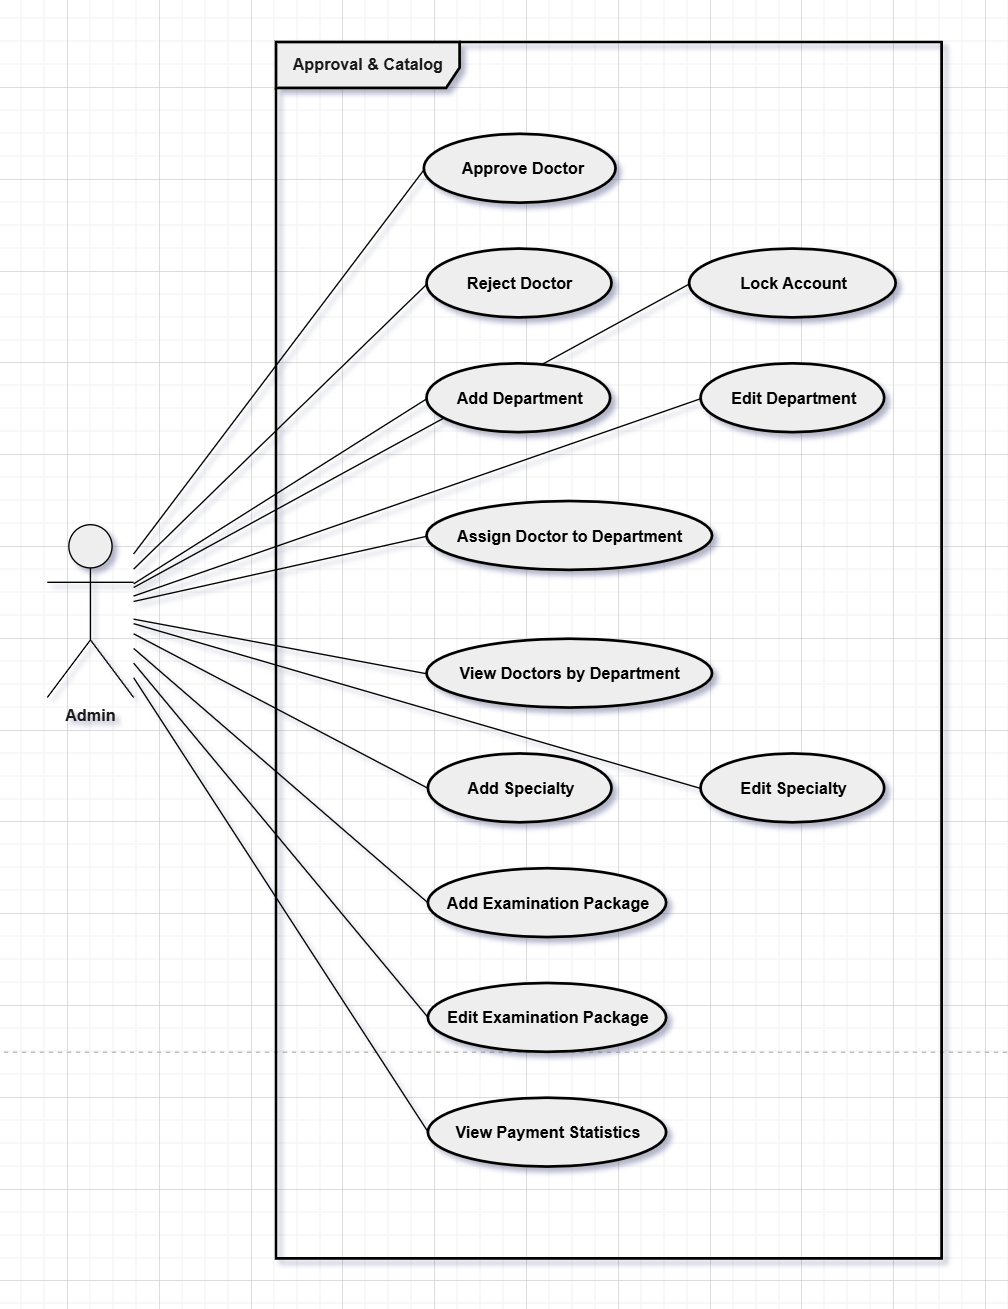 Approval & Catalog
Approve Doctor
Reject Doctor
Lock Account
Add Department
Edit Department
Assign Doctor to Department
View Doctors by Department
Admin
Add Specialty
Edit Specialty
Add Examination Package
Edit Examination Package
View Payment Statistics